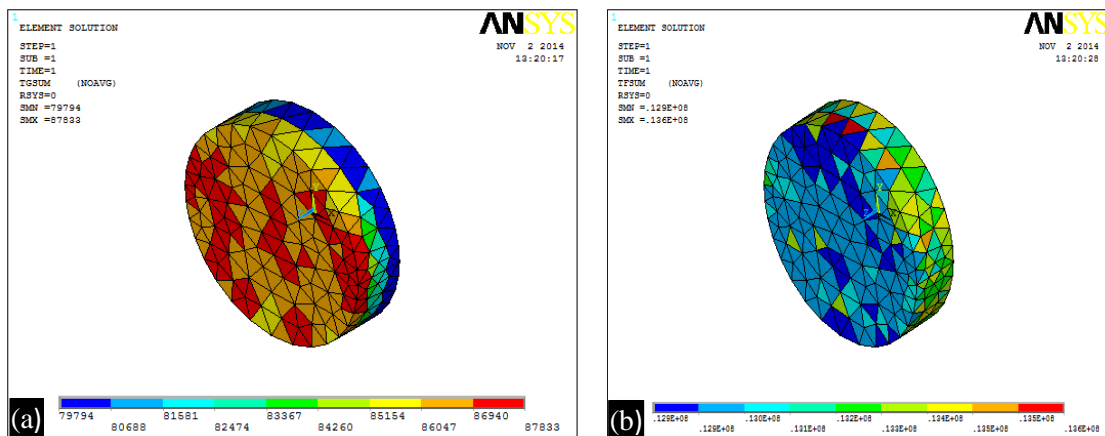 1
ELEMENT SOLUTION
STEP=1
SUB =1
TIME=1
TGSUM (NOAVG)
RSYS=0
SMN =79794
SMX =87833
ANSYS
NOV 2 2014
13:20:17
Y
X
79794 81581 83367 85154 86940
80688 82474 84260 86047 87833
(a)
1
ELEMENT SOLUTION
STEP=1
SUB =1
TIME=1
TFSUM (NOAVG)
RSYS=0
SMN =.129E+08
SMX =.136E+08
ANSYS
NOV 2 2014
13:20:28
Y
Z X
.129E+08 .130E+08 .132E+08 .134E+08 .135E+08
.129E+08 .131E+08 .133E+08 .135E+08 .136E+08
(b)